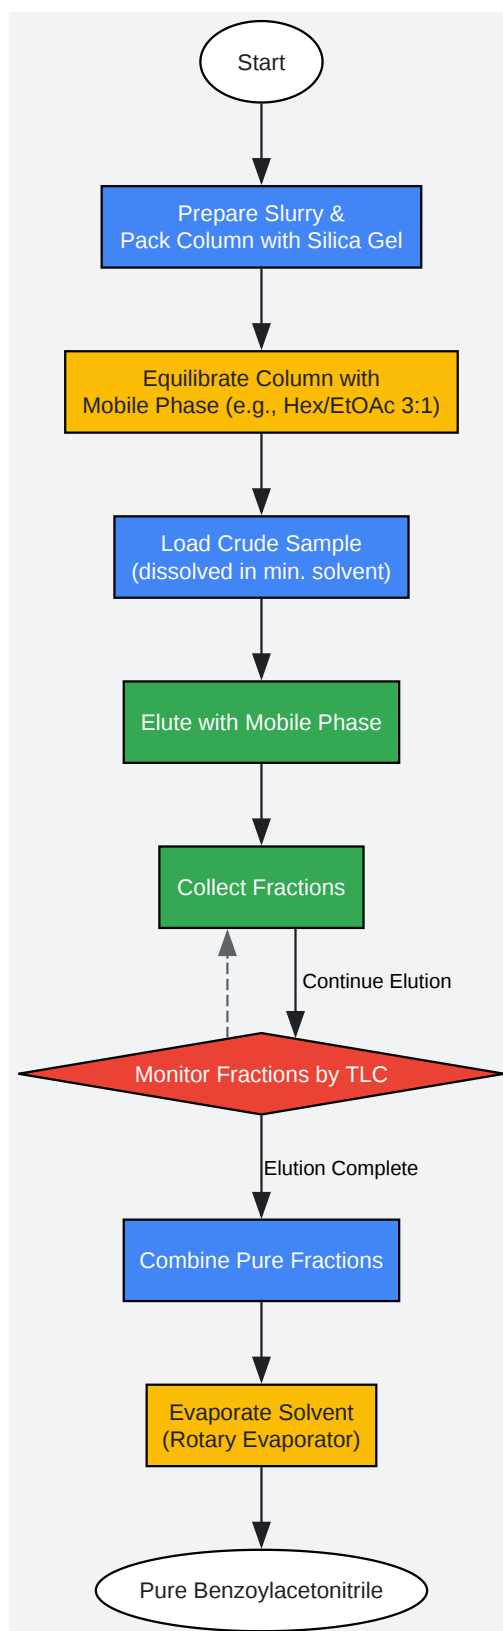 Start
Prepare Slurry &
Pack Column with Silica Gel
Equilibrate Column with
Mobile Phase (e.g., Hex/EtOAc 3:1)
Load Crude Sample
(dissolved in min. solvent)
Elute with Mobile Phase
Collect Fractions
Continue Elution
Monitor Fractions by TLC
Elution Complete
Combine Pure Fractions
Evaporate Solvent
(Rotary Evaporator)
Pure Benzoylacetonitrile